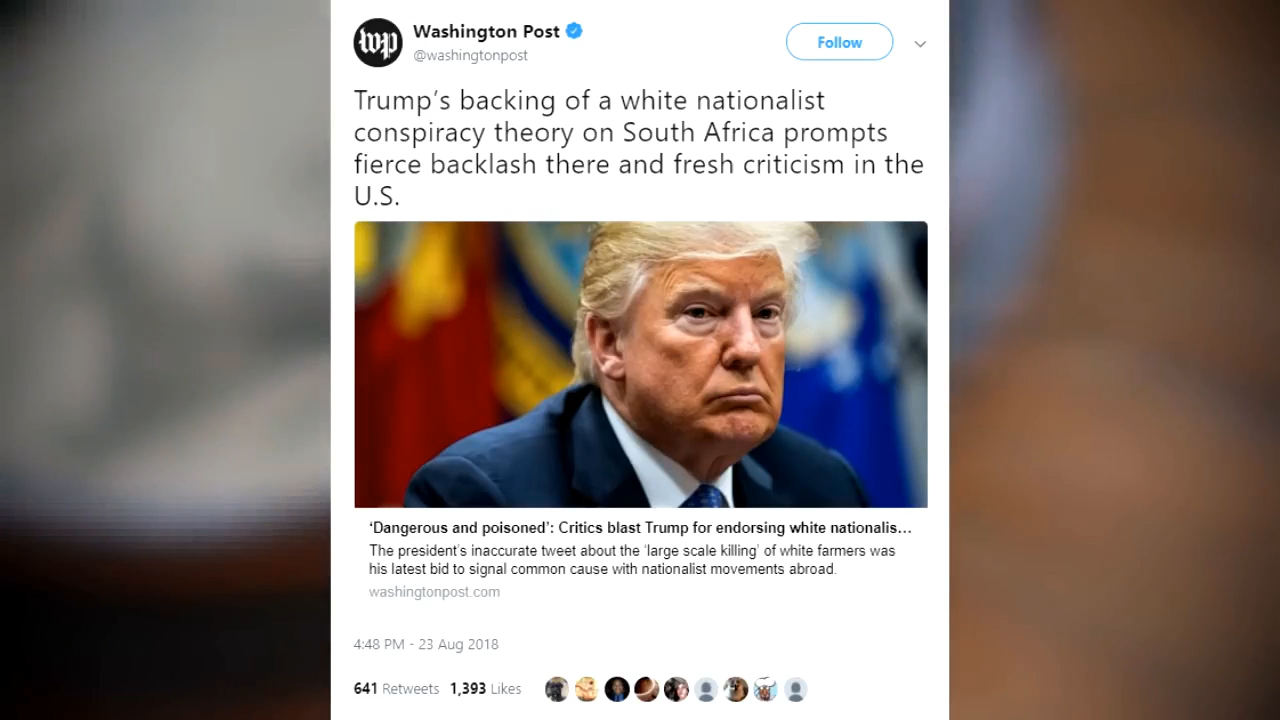 wp
Washington Post
@washingtonpost
Follow
Trump’s backing of a white nationalist
conspiracy theory on South Africa prompts
fierce backlash there and fresh criticism in the
U.S.
‘Dangerous and poisoned’: Critics blast Trump for endorsing white nationalis...
The president's inaccurate tweet about the 'large scale killing' of white farmers was
his latest bid to signal common cause with nationalist movements abroad.
washingtonpost.com
4:48 PM - 23 Aug 2018
641 Retweets 1,393 Likes